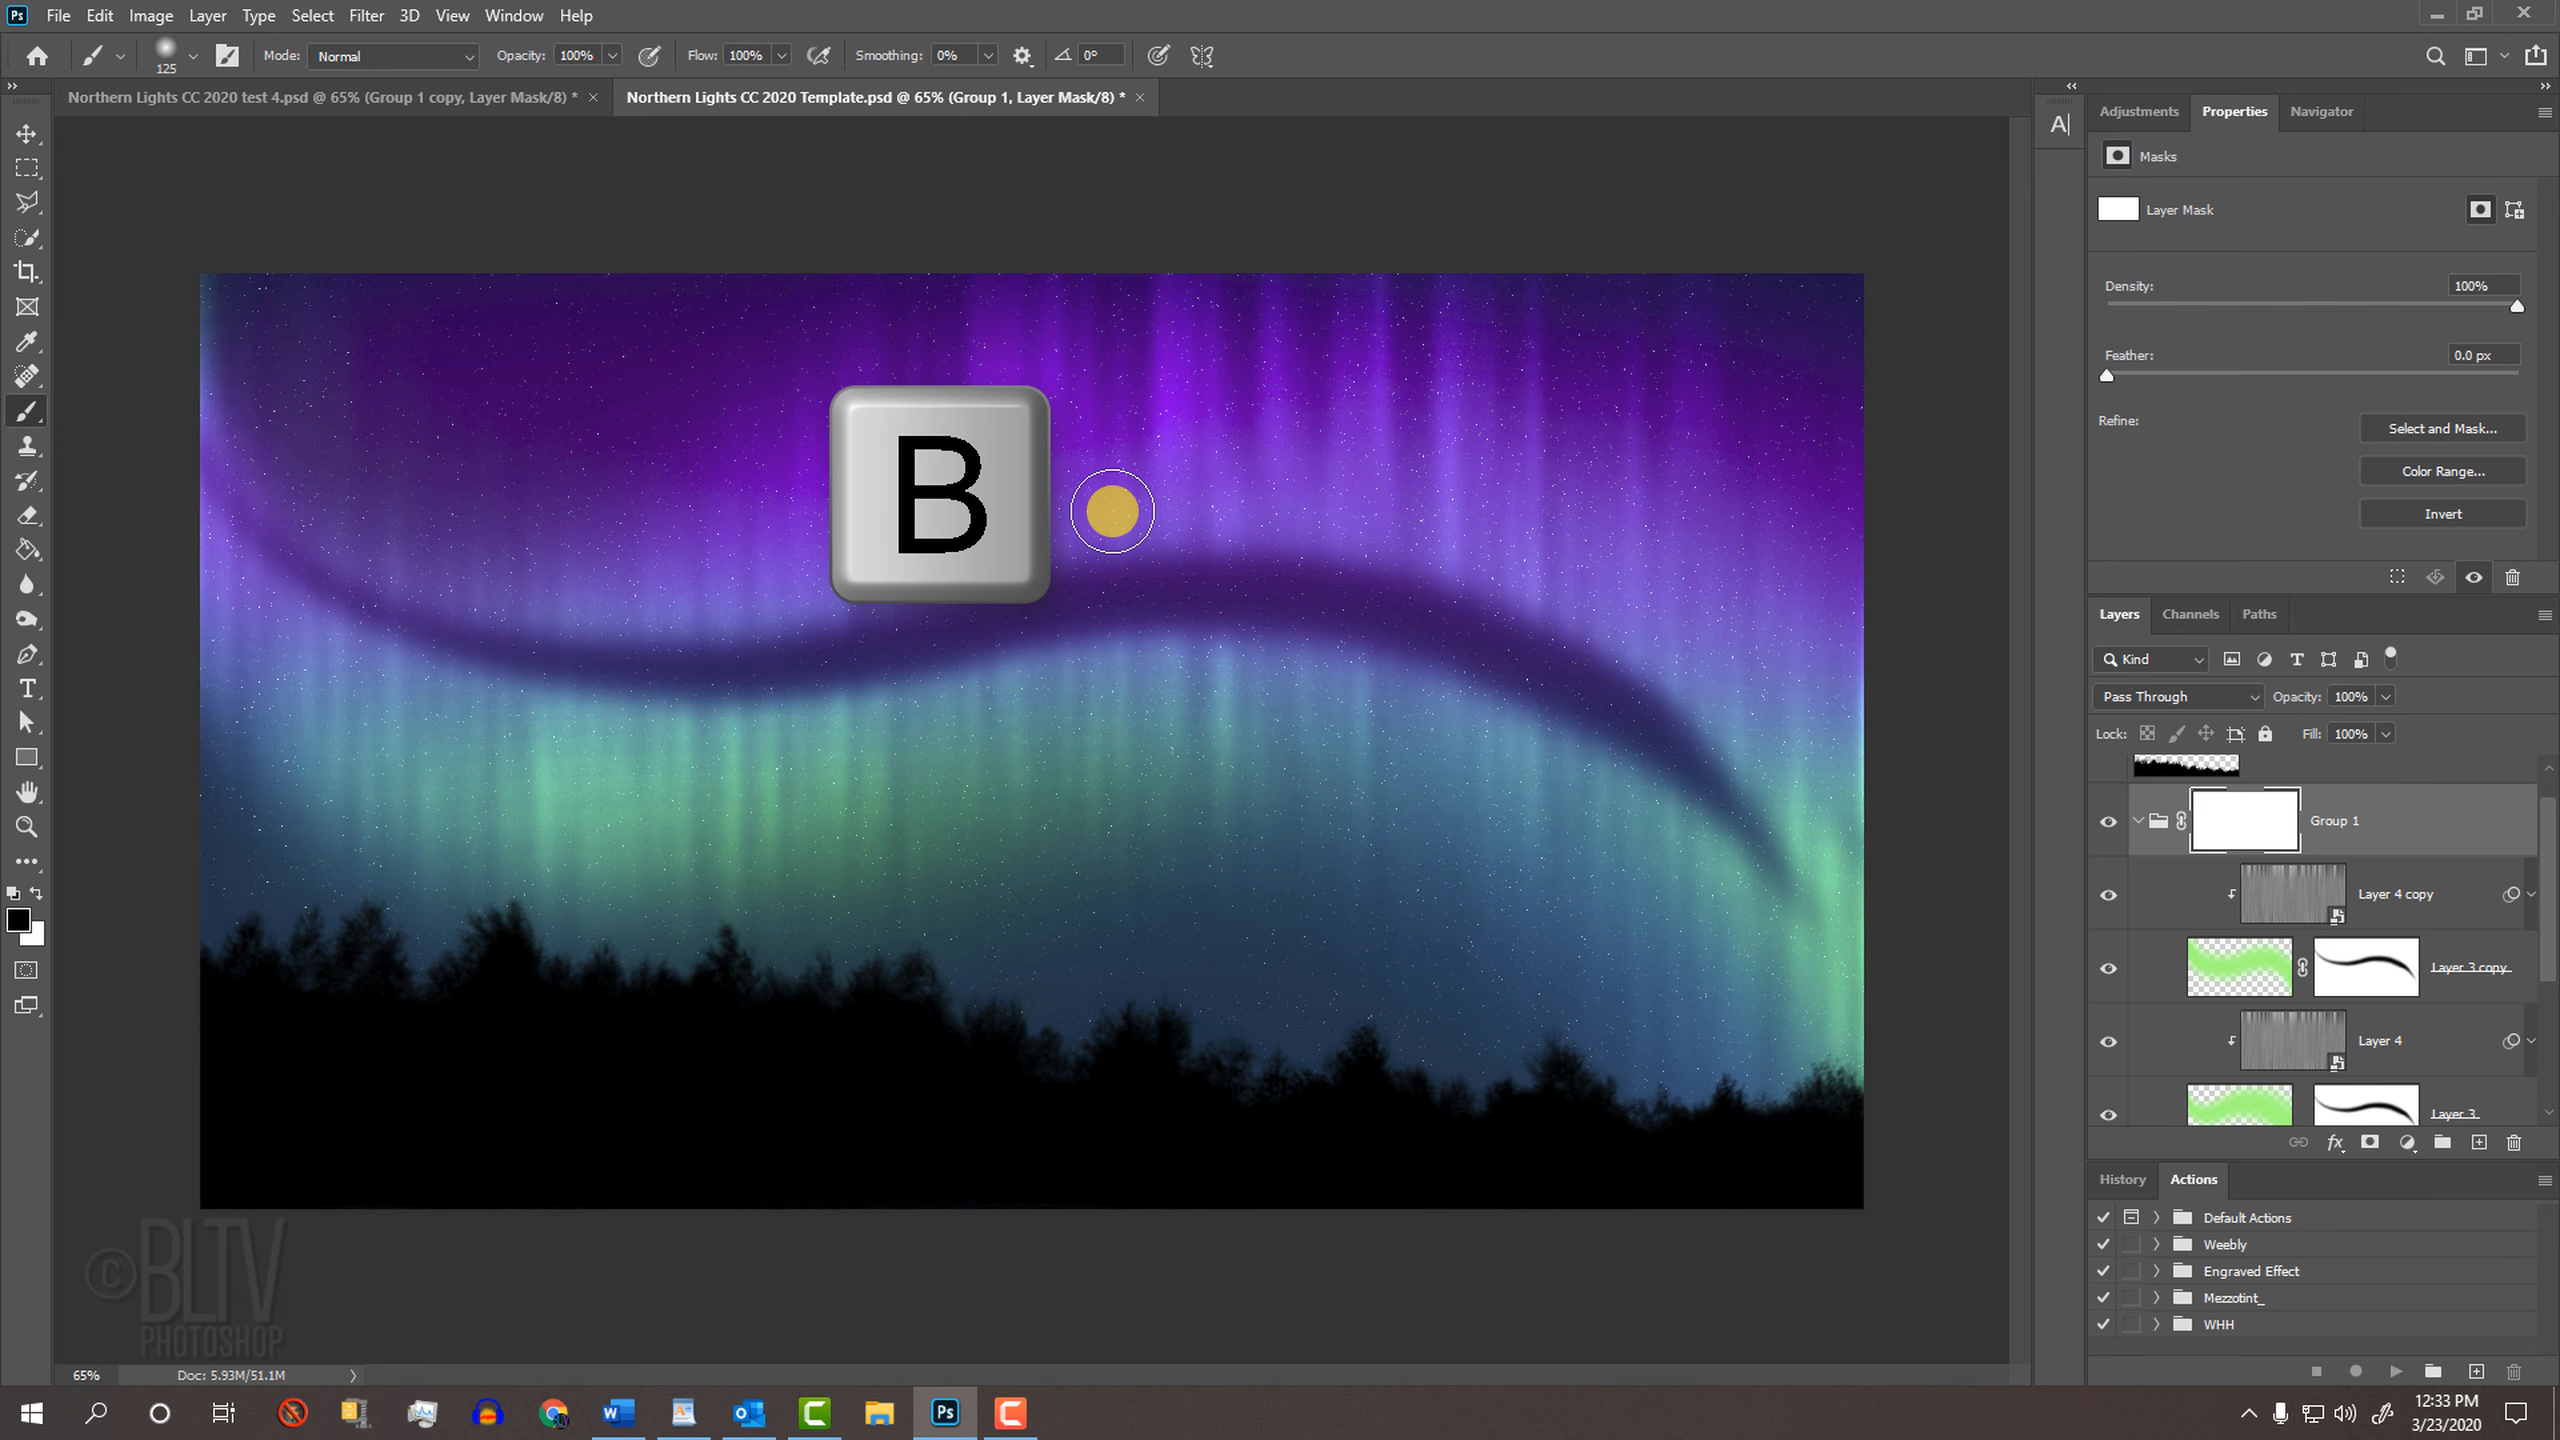 Ps File Edit Image Layer Type Select Filter 3D View Window Help
125 Mode: Normal Opacity: 100% Flow: 100% Smoothing: 0% 0°
Northern Lights CC 2020 test 4.psd @ 65% (Group 1 copy, Layer Mask/8) *
Northern Lights CC 2020 Template.psd @ 65% (Group 1, Layer Mask/8) *
A
Adjustments Properties Navigator
Masks
Layer Mask
Density: 100%
Feather: 0.0 px
Refine: Select and Mask...
Color Range...
Invert
B
Layers Channels Paths
Kind
Pass Through Opacity: 100%
Lock: Fill: 100%
Group 1
Layer 4 copy
Layer 3 copy
Layer 4
Layer 3
fx
History Actions
Default Actions
Weebly
Engraved Effect
Mezzotint_
WHH
©BLTV
PHOTOSHOP
65% Doc: 5.93M/51.1M
Ps
12:33 PM
3/23/2020